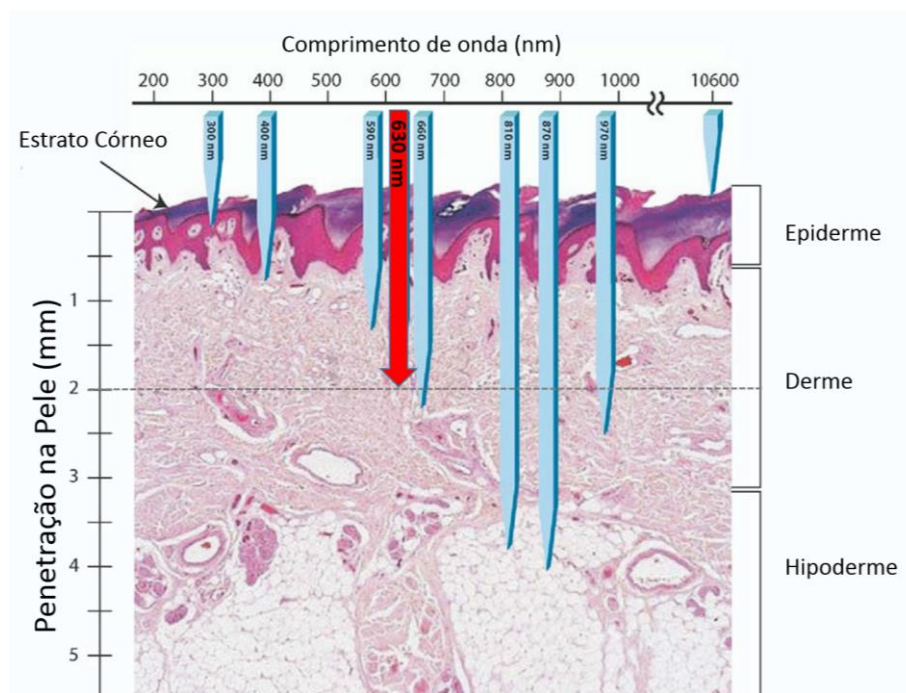 Comprimento de onda (nm)
200 300 400 500 600 700 800 900 1000 10600
Estrato Córneo
300 nm
400 nm
590 nm
630 nm
660 nm
810 nm
870 nm
970 nm
Epiderme
Penetração na Pele (mm)
1
2
3
4
5
Derme
Hipoderme